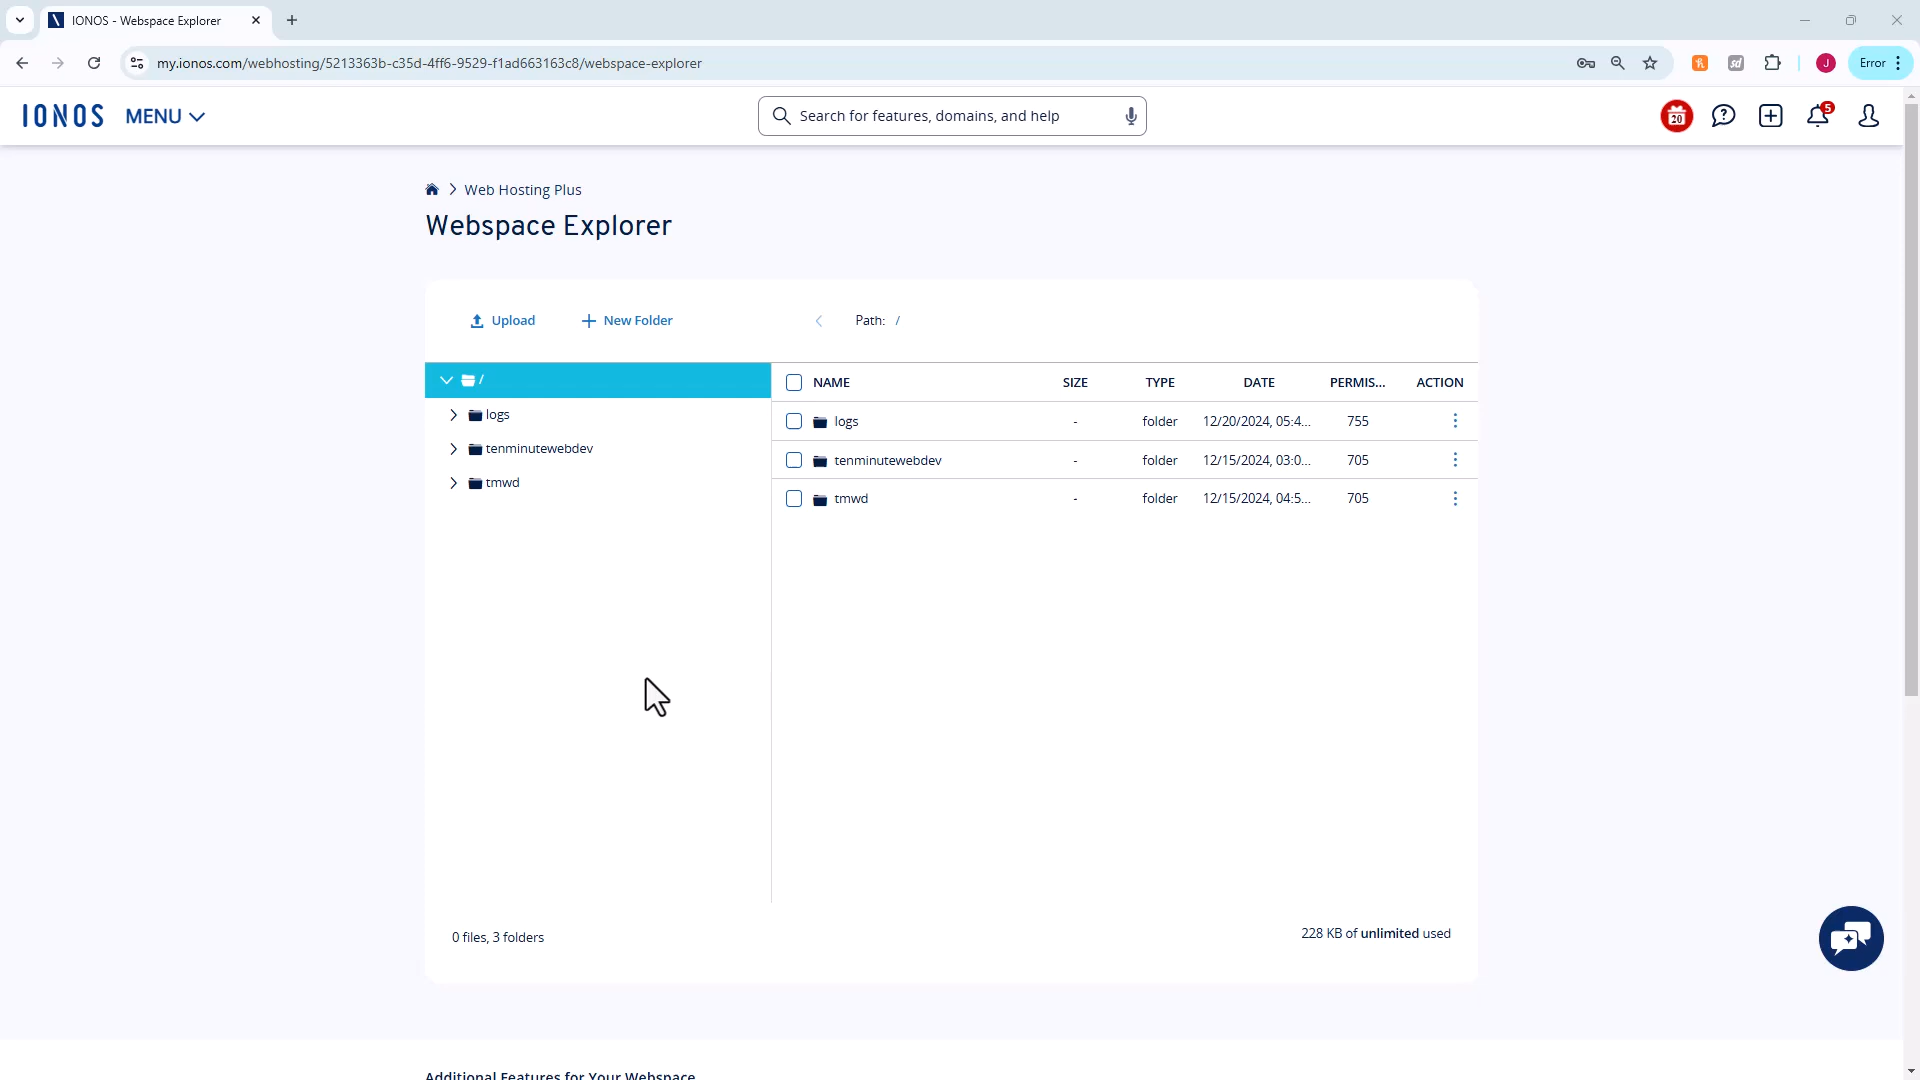 IONOS - Webspace Explorer
my.ionos.com/webhosting/5213363b-c35d-4ff6-9529-f1ad663163c8/webspace-explorer
sd
J
Error
IONOS
MENU
Search for features, domains, and help
20
5
Web Hosting Plus
Webspace Explorer
Upload
New Folder
Path: /
/
logs
tenminutewebdev
tmwd
NAME SIZE TYPE DATE PERMIS... ACTION
logs - folder 12/20/2024, 05:4... 755
tenminutewebdev - folder 12/15/2024, 03:0... 705
tmwd - folder 12/15/2024, 04:5... 705
0 files, 3 folders
228 KB of unlimited used
Additional Features for Your Webspace